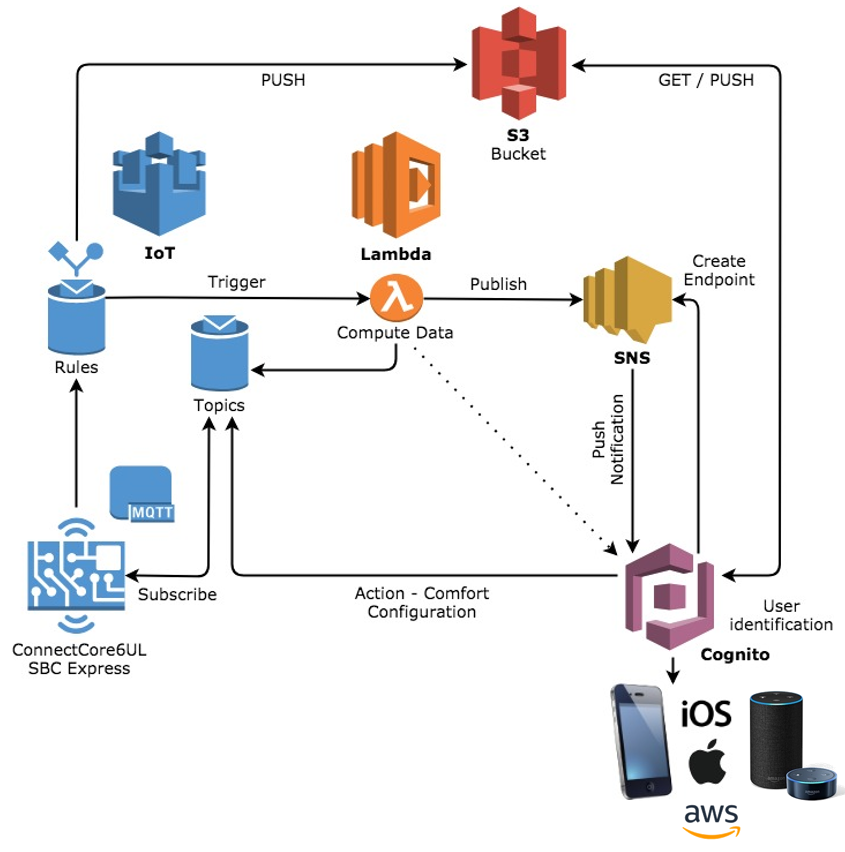 PUSH
GET / PUSH
S3
Bucket
IoT
Lambda
Create
Endpoint
Trigger
Publish
Compute Data
SNS
Rules
Topics
Push
Notification
MQTT
Subscribe
Action - Comfort
Configuration
User
identification
ConnectCore6UL
SBC Express
Cognito
iOS
aws